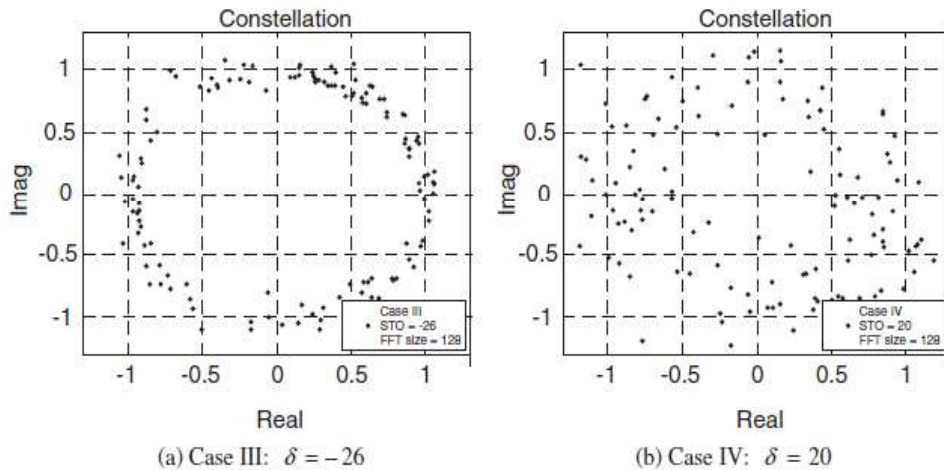 Constellation
1
0.5
0
-0.5
-1
Imag
-1
-0.5
0
0.5
1
Real
Case III
STO = -26
FFT size = 128
(a) Case III: δ = −26
Constellation
1
0.5
0
-0.5
-1
Imag
-1
-0.5
0
0.5
1
Real
Case IV
STO = 20
FFT size = 128
(b) Case IV: δ = 20